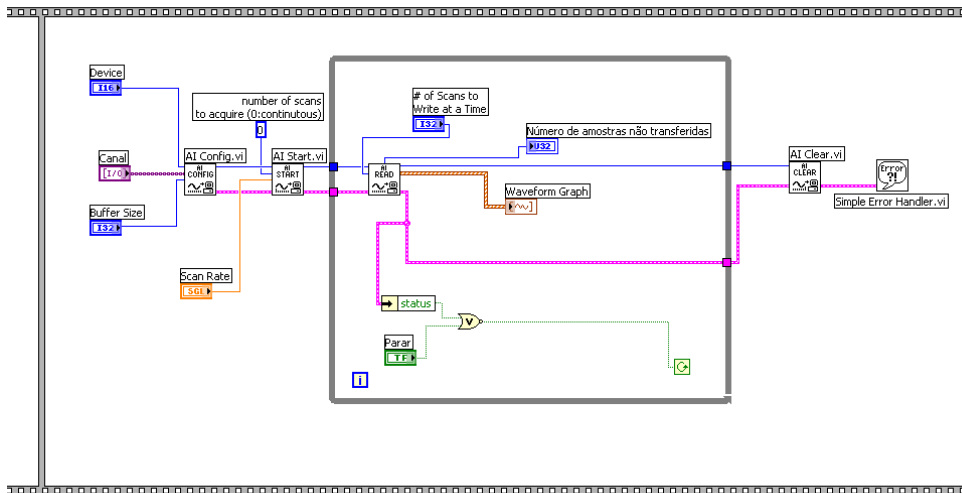 Device
I16
number of scans
to acquire (0:continutous)
0
# of Scans to
Write at a Time
I32
Número de amostras não transferidas
U32
Canal
I/O
AI Config.vi
AI
CONFIG
AI Start.vi
AI
START
AI
READ
AI Clear.vi
AI
CLEAR
Error
?!
Simple Error Handler.vi
Waveform Graph
Buffer Size
I32
Scan Rate
SGL
status
V
Parar
TF
i